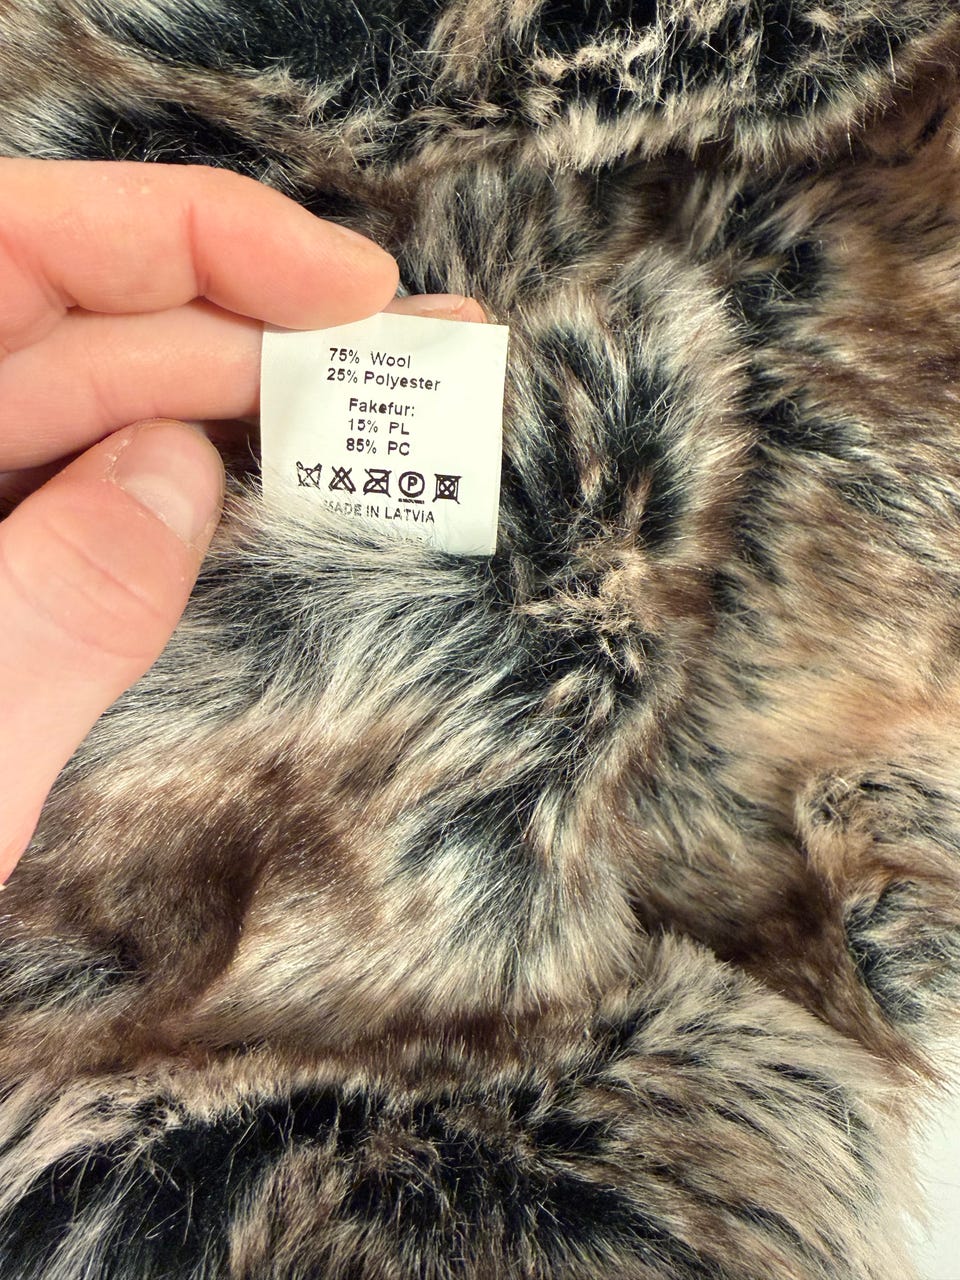 75% Wool
25% Polyester
Fakefur:
15% PL
85% PC
P
MADE IN LATVIA